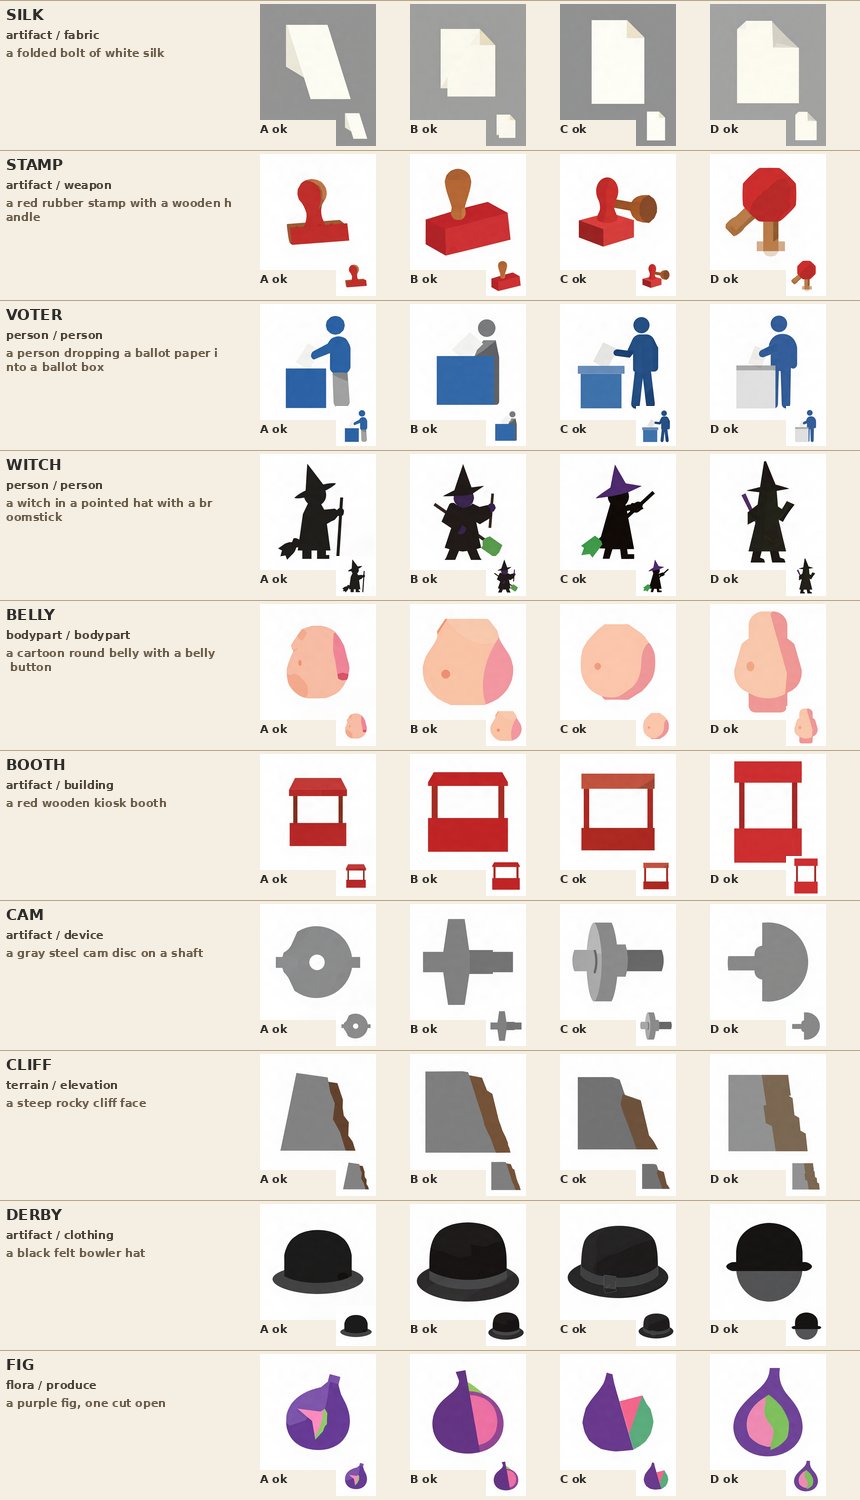 SILK
artifact / fabric
a folded bolt of white silk
A ok
B ok
C ok
D ok
STAMP
artifact / weapon
a red rubber stamp with a wooden h
andle
A ok
B ok
C ok
D ok
VOTER
person / person
a person dropping a ballot paper i
nto a ballot box
A ok
B ok
C ok
D ok
WITCH
person / person
a witch in a pointed hat with a br
oomstick
A ok
B ok
C ok
D ok
BELLY
bodypart / bodypart
a cartoon round belly with a belly
button
A ok
B ok
C ok
D ok
BOOTH
artifact / building
a red wooden kiosk booth
A ok
B ok
C ok
D ok
CAM
artifact / device
a gray steel cam disc on a shaft
A ok
B ok
C ok
D ok
CLIFF
terrain / elevation
a steep rocky cliff face
A ok
B ok
C ok
D ok
DERBY
artifact / clothing
a black felt bowler hat
A ok
B ok
C ok
D ok
FIG
flora / produce
a purple fig, one cut open
A ok
B ok
C ok
D ok